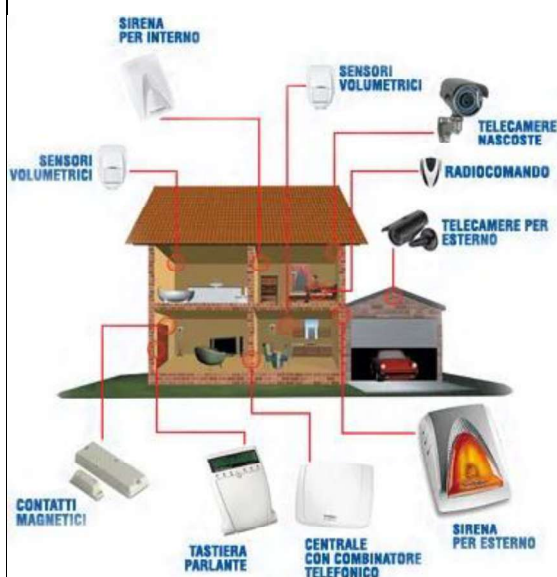 SIRENA
PER INTERNO
SENSORI
VOLUMETRICI
TELECAMERE
NASCOSTE
SENSORI
VOLUMETRICI
RADIOCOMANDO
TELECAMERE PER
ESTERNO
CONTATTI
MAGNETICI
TASTIERA
PARLANTE
CENTRALE
CON COMBINATORE
TELEFONICO
SIRENA
PER ESTERNO